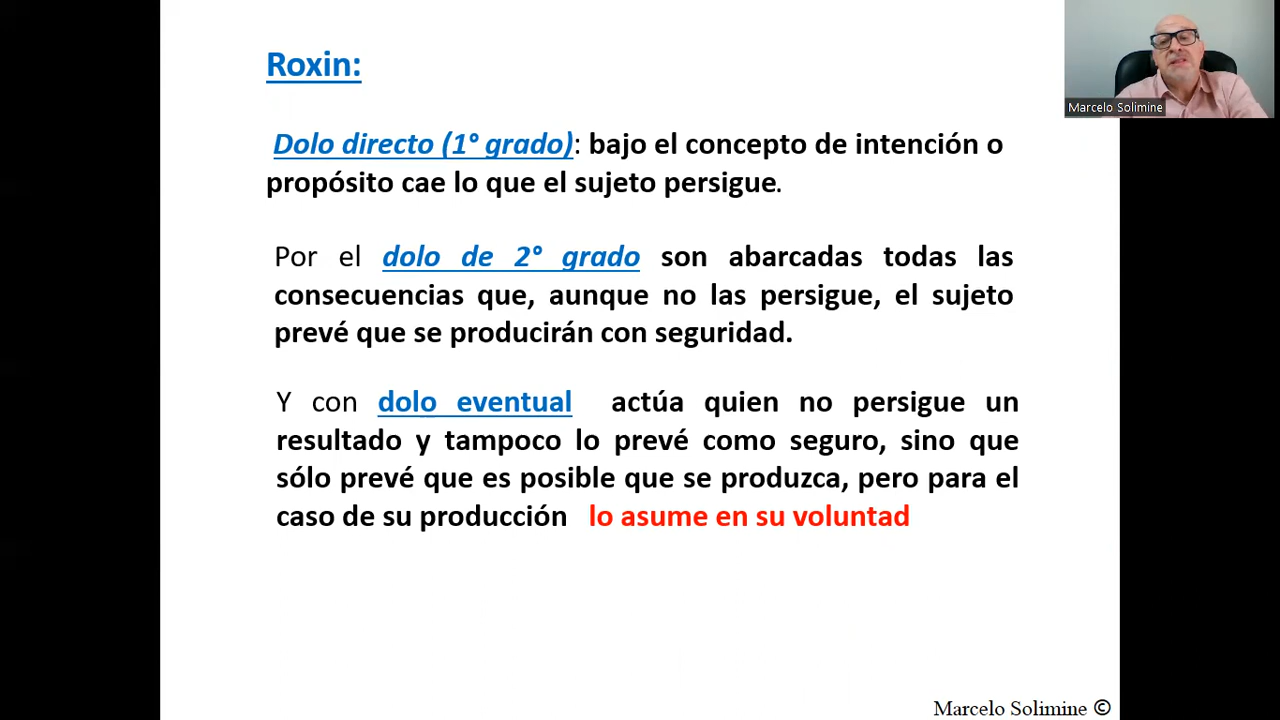 Roxin:
Marcelo Solimine
Dolo directo (1° grado): bajo el concepto de intención o
propósito cae lo que el sujeto persigue.
Por el dolo de 2° grado son abarcadas todas las
consecuencias que, aunque no las persigue, el sujeto
prevé que se producirán con seguridad.
Y con dolo eventual actúa quien no persigue un
resultado y tampoco lo prevé como seguro, sino que
sólo prevé que es posible que se produzca, pero para el
caso de su producción lo asume en su voluntad
Marcelo Solimine ©